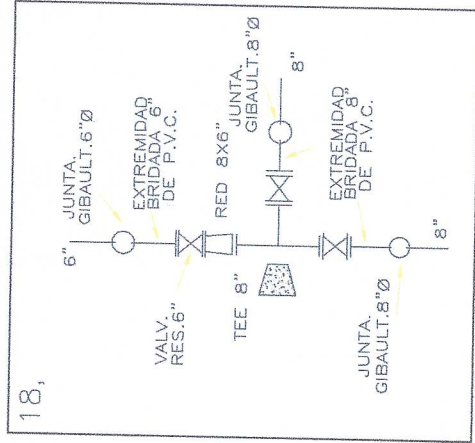 18,
6"
JUNTA.
GIBAULT.6"Ø
EXTREMIDAD
BRIDADA 6"
DE P.V.C.
VALV.
RES.6"
RED 8X6"
JUNTA.
GIBAULT.8"Ø
8"
TEE 8"
EXTREMIDAD
BRIDADA 8"
DE P.V.C.
JUNTA.
GIBAULT.8"Ø
8"